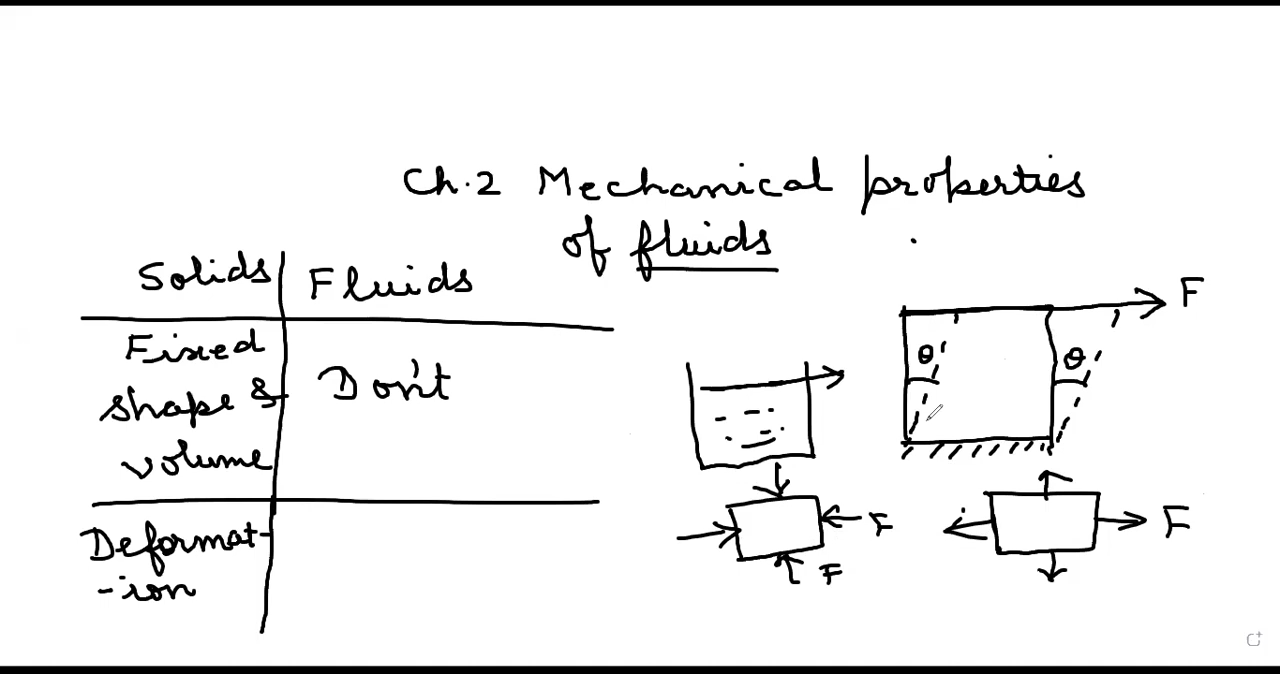 Ch.2 Mechanical properties
of fluids
Solids Fluids
Fixed
shape &
volume
Don't
Deformat-
-ion
F
θ θ
F
F
F